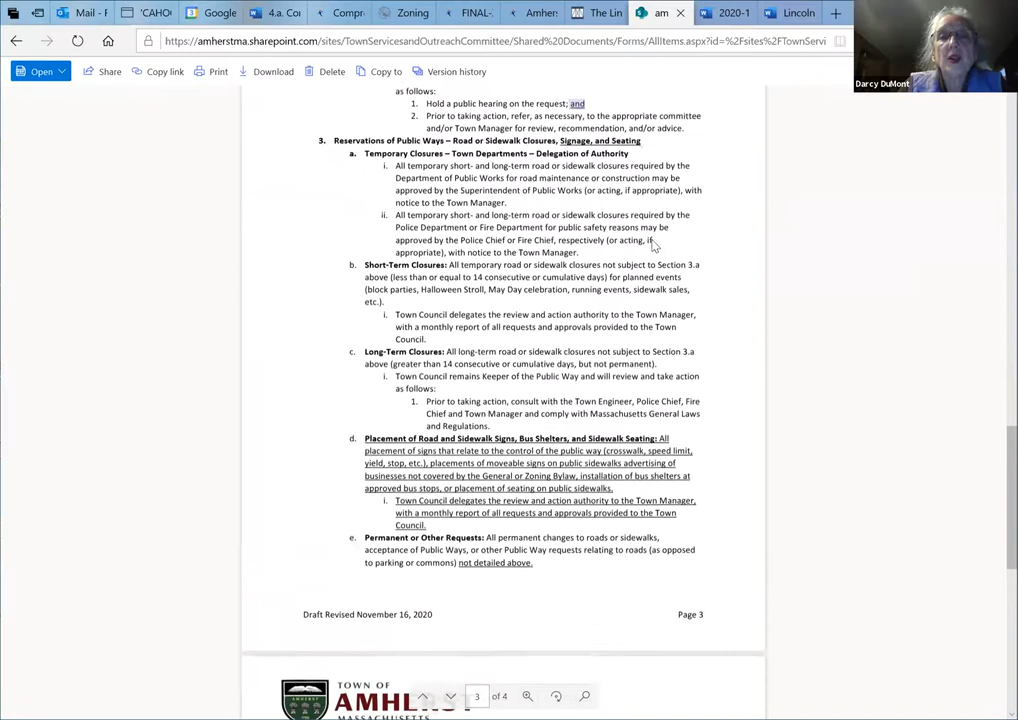 Mail - F
'CAHO
Google
4.a. Cor
Compre
Zoning
FINAL-
Amhers
The Lin
am
2020-1
Lincoln
https://amherstma.sharepoint.com/sites/TownServicesandOutreachCommittee/Shared%20Documents/Forms/AllItems.aspx?id=%2Fsites%2FTownServi
Open
Share
Copy link
Print
Download
Delete
Copy to
Version history
Darcy DuMont
as follows:
1. Hold a public hearing on the request; and
2. Prior to taking action, refer, as necessary, to the appropriate committee
and/or Town Manager for review, recommendation, and/or advice.
3. Reservations of Public Ways – Road or Sidewalk Closures, Signage, and Seating
a. Temporary Closures – Town Departments – Delegation of Authority
i. All temporary short- and long-term road or sidewalk closures required by the
Department of Public Works for road maintenance or construction may be
approved by the Superintendent of Public Works (or acting, if appropriate), with
notice to the Town Manager.
ii. All temporary short- and long-term road or sidewalk closures required by the
Police Department or Fire Department for public safety reasons may be
approved by the Police Chief or Fire Chief, respectively (or acting, if
appropriate), with notice to the Town Manager.
b. Short-Term Closures: All temporary road or sidewalk closures not subject to Section 3.a
above (less than or equal to 14 consecutive or cumulative days) for planned events
(block parties, Halloween Stroll, May Day celebration, running events, sidewalk sales,
etc.).
i. Town Council delegates the review and action authority to the Town Manager,
with a monthly report of all requests and approvals provided to the Town
Council.
c. Long-Term Closures: All long-term road or sidewalk closures not subject to Section 3.a
above (greater than 14 consecutive or cumulative days, but not permanent).
i. Town Council remains Keeper of the Public Way and will review and take action
as follows:
1. Prior to taking action, consult with the Town Engineer, Police Chief, Fire
Chief and Town Manager and comply with Massachusetts General Laws
and Regulations.
d. Placement of Road and Sidewalk Signs, Bus Shelters, and Sidewalk Seating: All
placement of signs that relate to the control of the public way (crosswalk, speed limit,
yield, stop, etc.), placements of moveable signs on public sidewalks advertising of
businesses not covered by the General or Zoning Bylaw, installation of bus shelters at
approved bus stops, or placement of seating on public sidewalks.
i. Town Council delegates the review and action authority to the Town Manager,
with a monthly report of all requests and approvals provided to the Town
Council.
e. Permanent or Other Requests: All permanent changes to roads or sidewalks,
acceptance of Public Ways, or other Public Way requests relating to roads (as opposed
to parking or commons) not detailed above.
Draft Revised November 16, 2020 Page 3
TOWN OF
AMHERST
MASSACHUSETTS
3 of 4